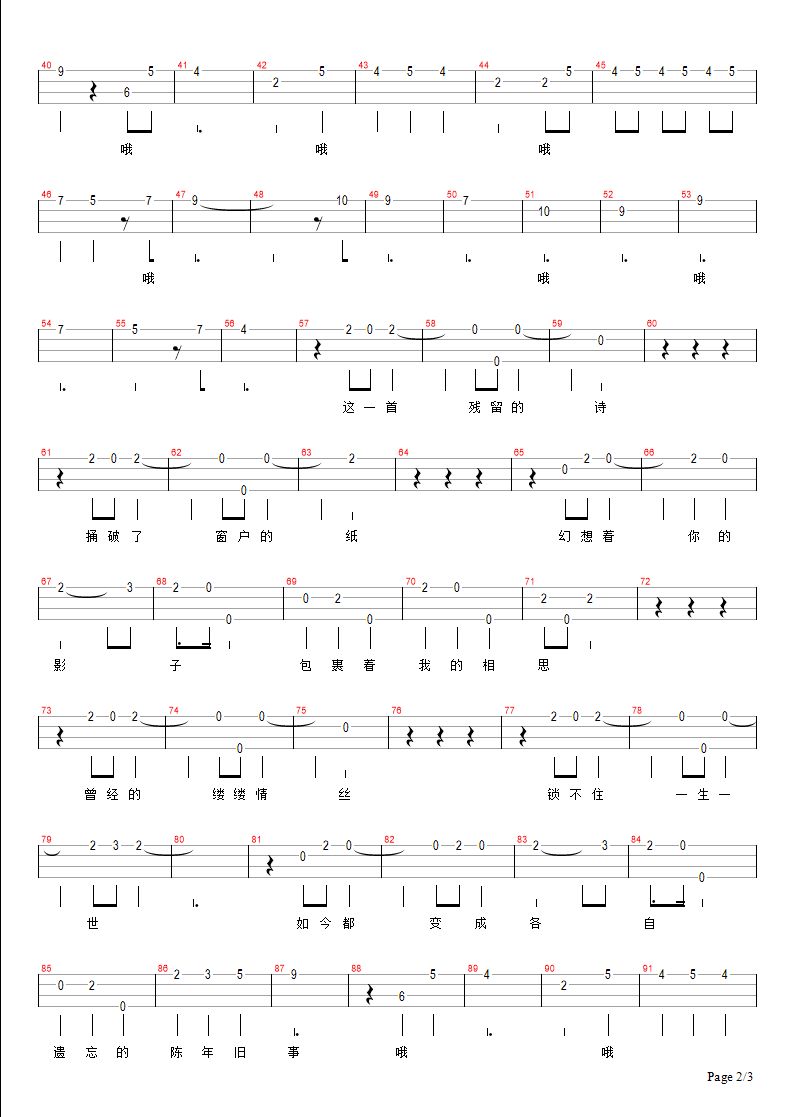 40 9 6 5 41 4 42 2 5 43 4 5 4 44 2 2 5 45 4 5 4 5 4 5
哦 哦 哦
46 7 5 7 47 9 48 10 49 9 50 7 51 10 52 9 53 9
哦 哦 哦
54 7 55 5 7 56 4 57 2 0 2 58 0 0 0 59 0 60
这 一 首 残 留 的 诗
61 2 0 2 62 0 0 0 63 2 64 65 0 2 0 66 2 0
捅 破 了 窗 户 的 纸 幻 想 着 你 的
67 2 3 68 2 0 0 69 0 2 0 70 2 0 0 71 2 0 2 72
影 子 包 裹 着 我 的 相 思
73 2 0 2 74 0 0 0 75 0 76 77 2 0 2 78 0 0 0
曾 经 的 缕 缕 情 丝 锁 不 住 一 生 一
79 2 3 2 80 81 0 2 0 82 0 2 0 83 2 3 84 2 0 0
世 如 今 都 变 成 各 自
85 0 2 0 86 2 3 5 87 9 88 6 5 89 4 90 2 5 91 4 5 4
遗 忘 的 陈 年 旧 事 哦 哦
Page 2/3